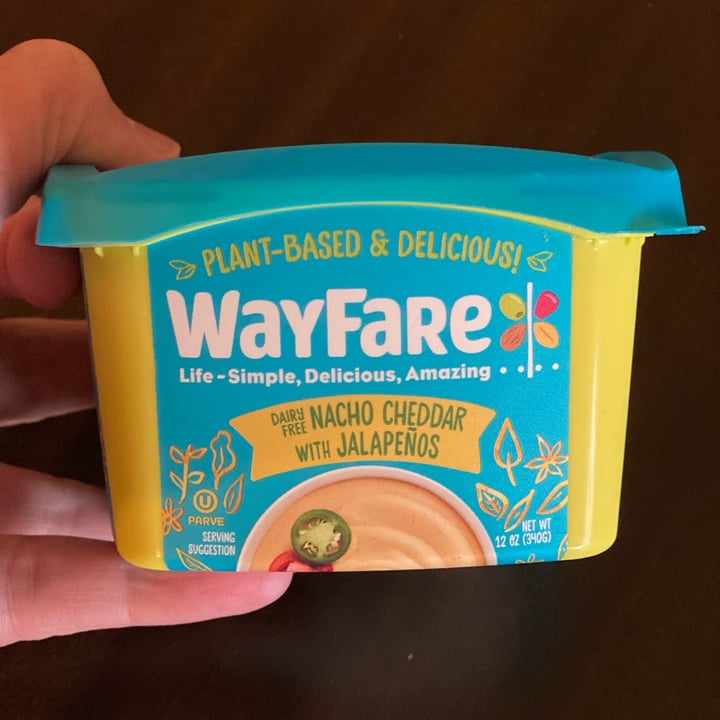 PLANT-BASED & DELICIOUS!
WayFare
Life - Simple, Delicious, Amazing
DAIRY FREE NACHO CHEDDAR
WITH JALAPEÑOS
U
PARVE
SERVING
SUGGESTION
NET WT
12 OZ (340G)